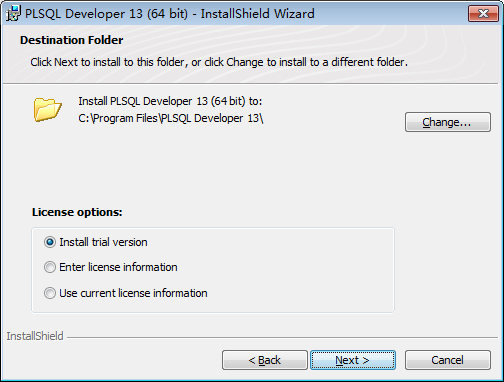 PLSQL Developer 13 (64 bit) - InstallShield Wizard
Destination Folder
Click Next to install to this folder, or click Change to install to a different folder.
Install PLSQL Developer 13 (64 bit) to:
C:\Program Files\PLSQL Developer 13\
Change...
License options:
Install trial version
Enter license information
Use current license information
InstallShield
< Back
Next >
Cancel